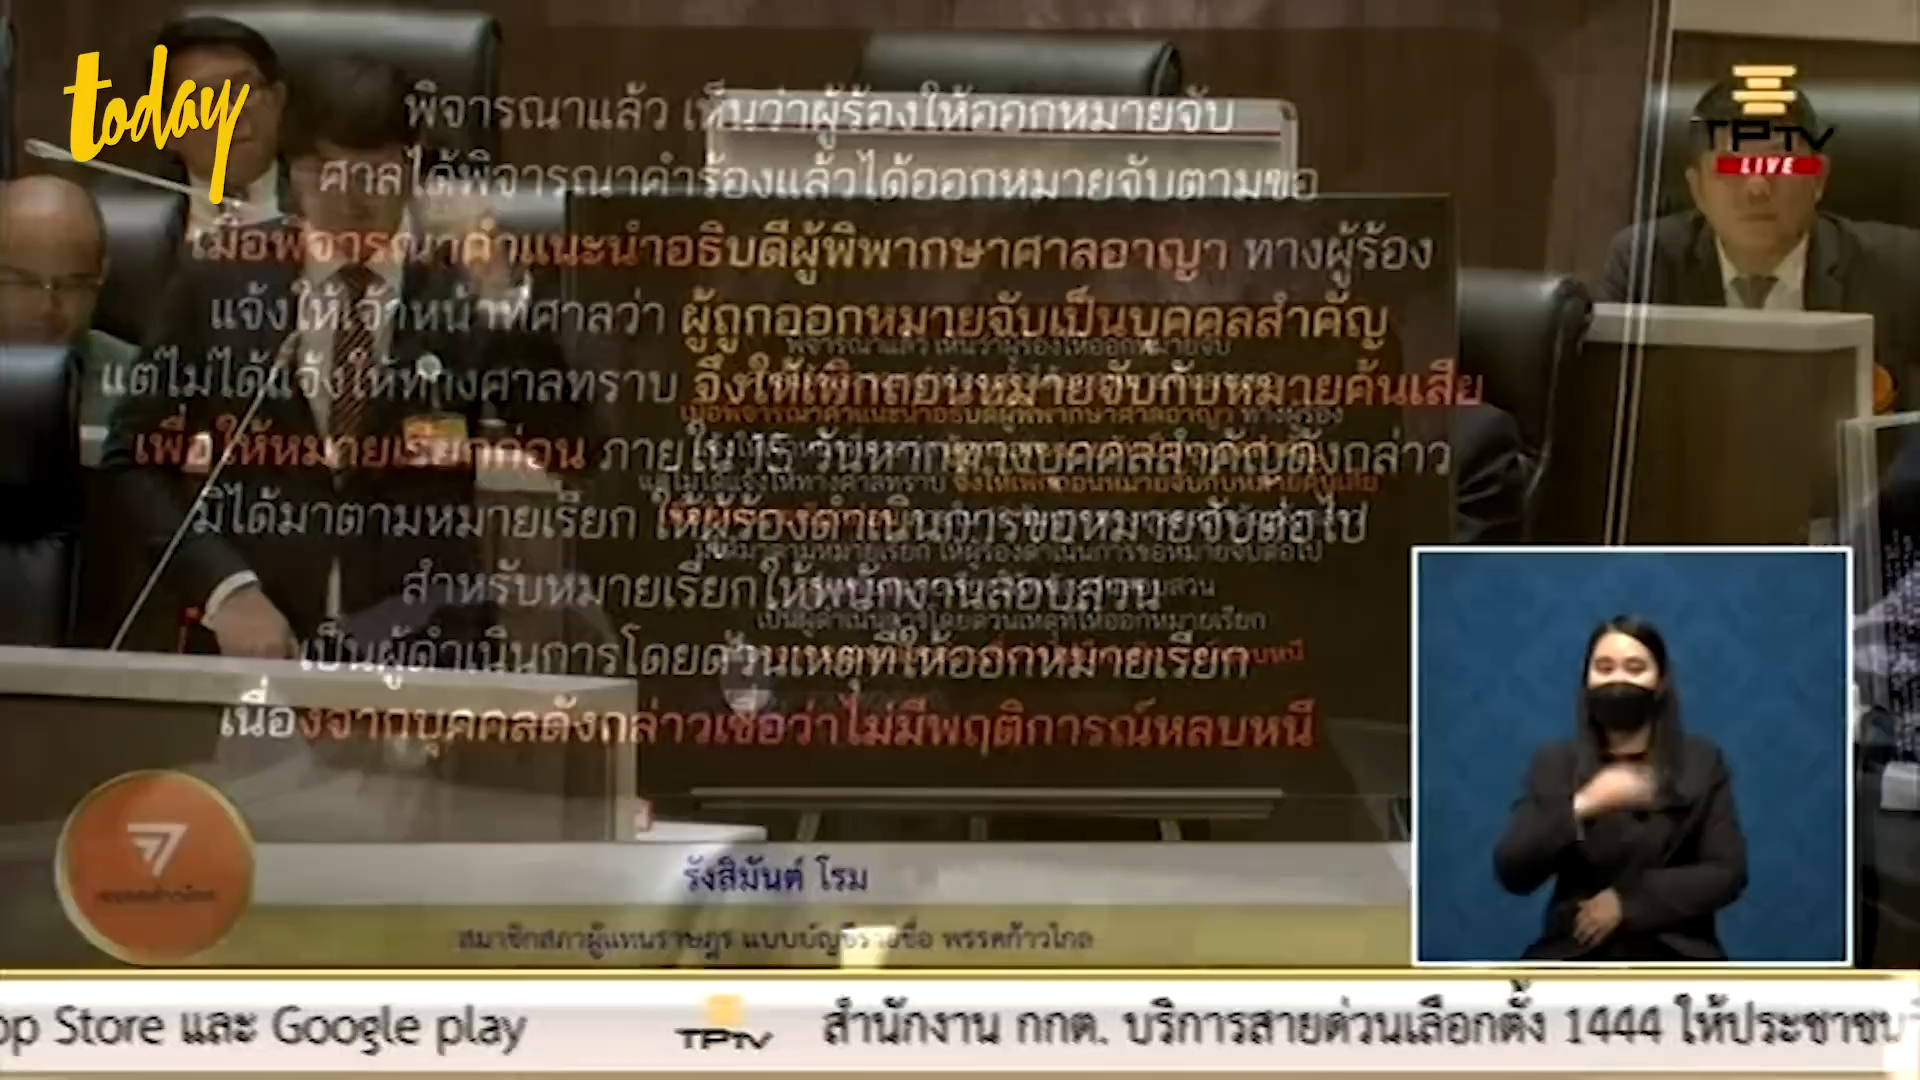 today
TPTV
LIVE
พิจารณาแล้ว เห็นว่าผู้ร้องให้ออกหมายจับ
ศาลได้พิจารณาคำร้องแล้วได้ออกหมายจับตามขอ
เมื่อพิจารณาคำแนะนำอธิบดีผู้พิพากษาศาลอาญา ทางผู้ร้อง
แจ้งให้เจ้าหน้าที่ศาลว่า ผู้ถูกออกหมายจับเป็นบุคคลสำคัญ
แต่ไม่ได้แจ้งให้ทางศาลทราบ จึงให้เพิกถอนหมายจับกับหมายค้นเสีย
เพื่อให้หมายเรียกก่อน ภายใน 15 วันหากทางบุคคลสำคัญดังกล่าว
มิได้มาตามหมายเรียก ให้ผู้ร้องดำเนินการขอหมายจับต่อไป
สำหรับหมายเรียกให้พนักงานสอบสวน
เป็นผู้ดำเนินการโดยด่วนเหตุที่ให้ออกหมายเรียก
เนื่องจากบุคคลดังกล่าวเชื่อว่าไม่มีพฤติการณ์หลบหนี
รังสิมันต์ โรม
สมาชิกสภาผู้แทนราษฎร แบบบัญชีรายชื่อ พรรคก้าวไกล
op Store และ Google play
TPTV
สำนักงาน กกต. บริการสายด่วนเลือกตั้ง 1444 ให้ประชาชน